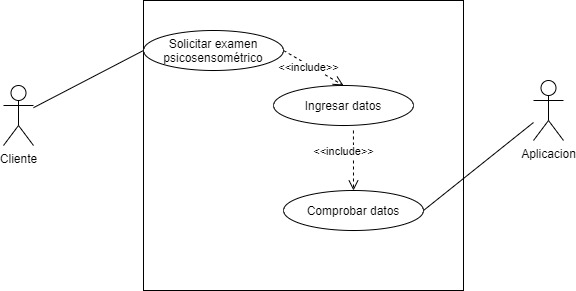 Solicitar examen
psicosensométrico
<<include>>
Ingresar datos
<<include>>
Cliente
Aplicacion
Comprobar datos